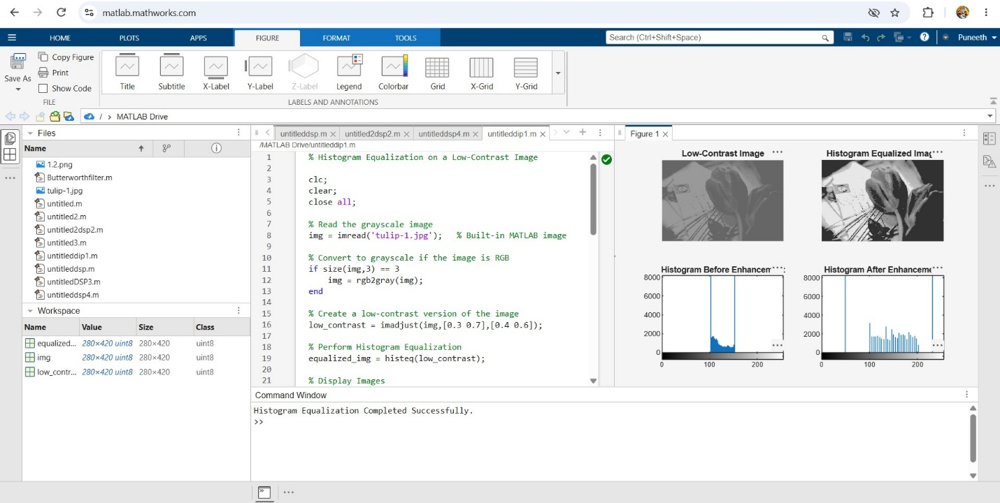 matlab.mathworks.com
HOME PLOTS APPS FIGURE FORMAT TOOLS Search (Ctrl+Shift+Space) ? Puneeth
Save As Copy Figure
Print
Show Code
FILE
Title Subtitle X-Label Y-Label Z-Label Legend Colorbar Grid X-Grid Y-Grid
LABELS AND ANNOTATIONS
/ > MATLAB Drive
Files
Name
1.2.png
Butterworthfilter.m
tulip-1.jpg
untitled.m
untitled2.m
untitled2dsp2.m
untitled3.m
untitleddip1.m
untitleddsp.m
untitledDSP3.m
untitleddsp4.m
Workspace
Name Value Size Class
equalized... 280×420 uint8 280×420 uint8
img 280×420 uint8 280×420 uint8
low_contr... 280×420 uint8 280×420 uint8
untitleddsp.m untitled2dsp2.m untitleddsp4.m untitleddip1.m
/MATLAB Drive/untitleddip1.m
1 % Histogram Equalization on a Low-Contrast Image
2
3 clc;
4 clear;
5 close all;
6
7 % Read the grayscale image
8 img = imread('tulip-1.jpg'); % Built-in MATLAB image
9
10 % Convert to grayscale if the image is RGB
11 if size(img,3) == 3
12 img = rgb2gray(img);
13 end
14
15 % Create a low-contrast version of the image
16 low_contrast = imadjust(img,[0.3 0.7],[0.4 0.6]);
17
18 % Perform Histogram Equalization
19 equalized_img = histeq(low_contrast);
20
21 % Display Images
Figure 1
Low-Contrast Image
Histogram Equalized Imag
Histogram Before Enhancem
8000
6000
4000
2000
0
0 100 200
Histogram After Enhanceme
8000
6000
4000
2000
0
0 100 200
Command Window
Histogram Equalization Completed Successfully.
>>